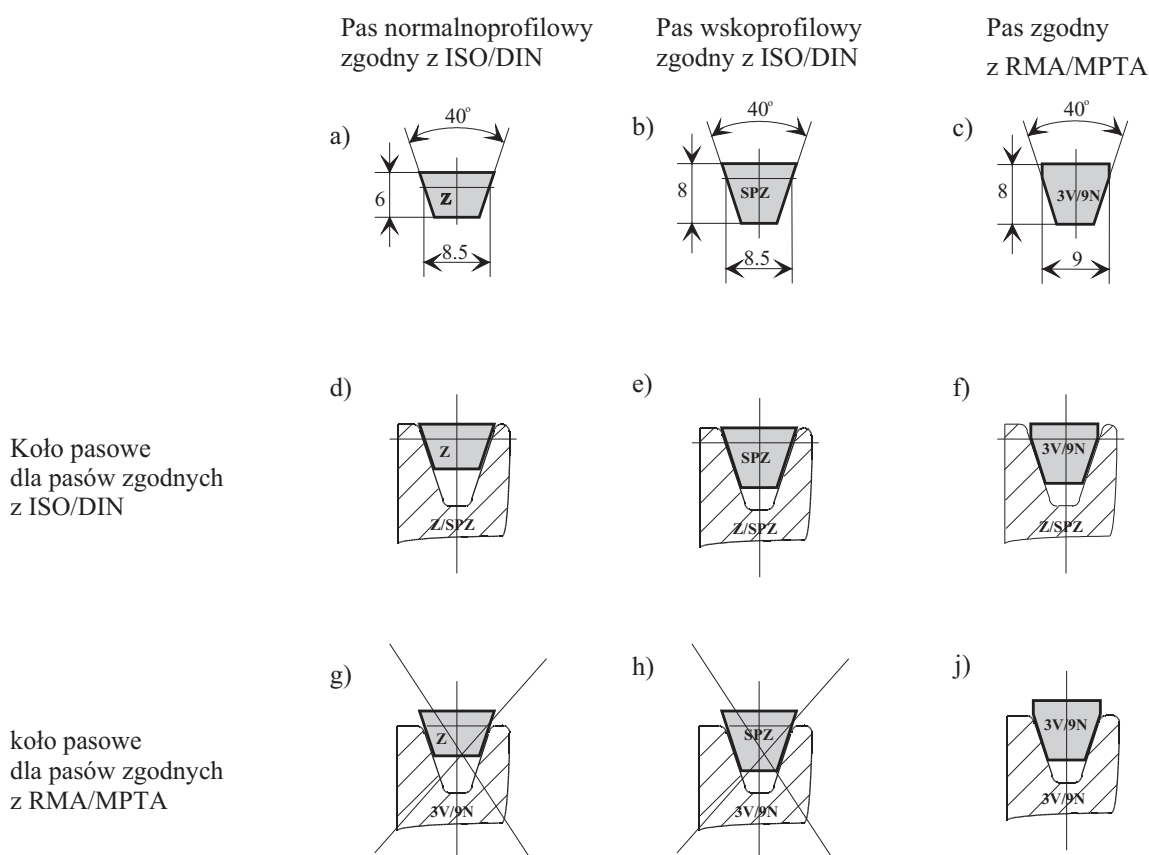 Pas normalnoprofilowy
zgodny z ISO/DIN
Pas wskoprofilowy
zgodny z ISO/DIN
Pas zgodny
z RMA/MPTA
a)
40°
6
z
8.5
b)
40°
8
SPZ
8.5
c)
40°
8
3V/9N
9
Koło pasowe
dla pasów zgodnych
z ISO/DIN
d)
Z
Z/SPZ
e)
SPZ
Z/SPZ
f)
3V/9N
Z/SPZ
koło pasowe
dla pasów zgodnych
z RMA/MPTA
g)
Z
3V/9N
h)
SPZ
3V/9N
j)
3V/9N
3V/9N